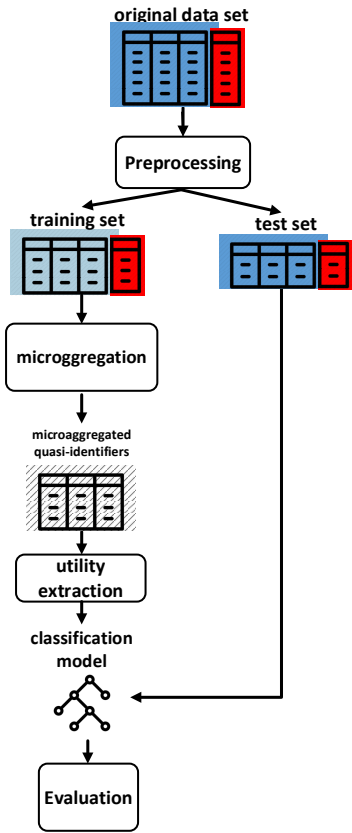 original data set
Preprocessing
training set
test set
microggregation
microaggregated
quasi-identifiers
utility
extraction
classification
model
Evaluation